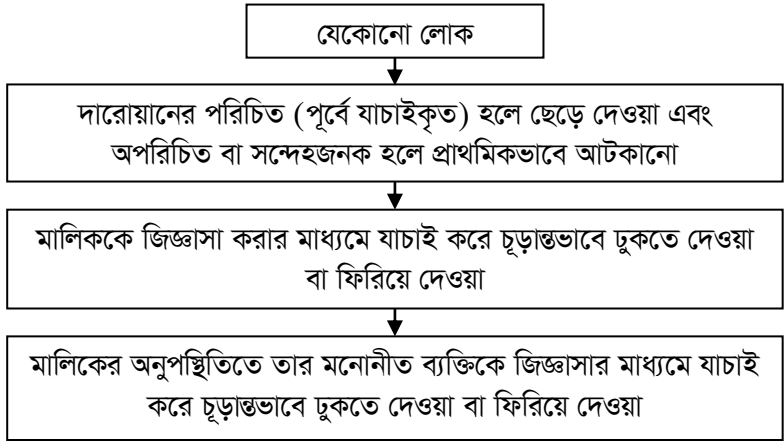 যেকোনো লোক
দারোয়ানের পরিচিত (পূর্বে যাচাইকৃত) হলে ছেড়ে দেওয়া এবং
অপরিচিত বা সন্দেহজনক হলে প্রাথমিকভাবে আটকানো
মালিককে জিজ্ঞাসা করার মাধ্যমে যাচাই করে চূড়ান্তভাবে ঢুকতে দেওয়া
বা ফিরিয়ে দেওয়া
মালিকের অনুপস্থিতিতে তার মনোনীত ব্যক্তিকে জিজ্ঞাসার মাধ্যমে যাচাই
করে চূড়ান্তভাবে ঢুকতে দেওয়া বা ফিরিয়ে দেওয়া